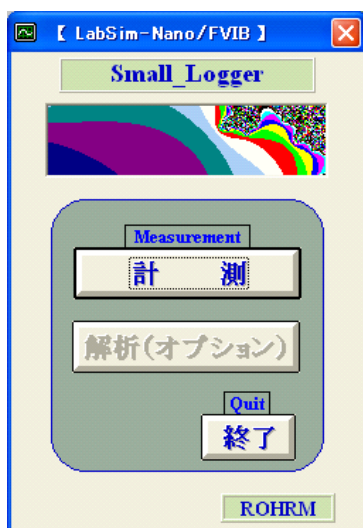 【 LabSim-Nano/FVIB 】
Small_Logger
Measurement
計 測
解析(オプション)
Quit
終了
ROHRM